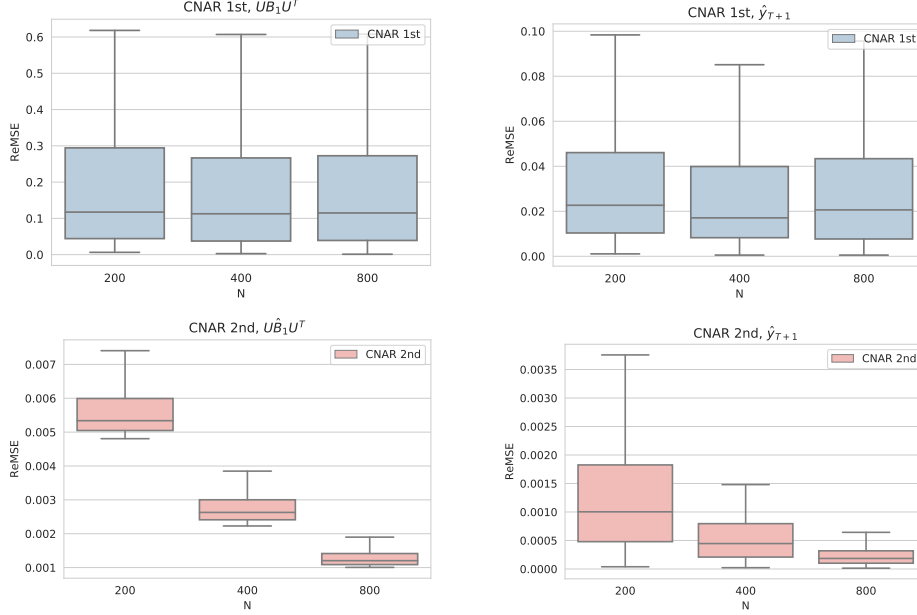 CNAR 1st, UB̂₁Uᵀ
CNAR 1st
0.6
0.5
0.4
0.3
0.2
0.1
0.0
ReMSE
200 400 800
N
CNAR 1st, ŷ_{T+1}
CNAR 1st
0.10
0.08
0.06
0.04
0.02
0.00
ReMSE
200 400 800
N
CNAR 2nd, UB̂₁Uᵀ
CNAR 2nd
0.007
0.006
0.005
0.004
0.003
0.002
0.001
ReMSE
200 400 800
N
CNAR 2nd, ŷ_{T+1}
CNAR 2nd
0.0035
0.0030
0.0025
0.0020
0.0015
0.0010
0.0005
0.0000
ReMSE
200 400 800
N